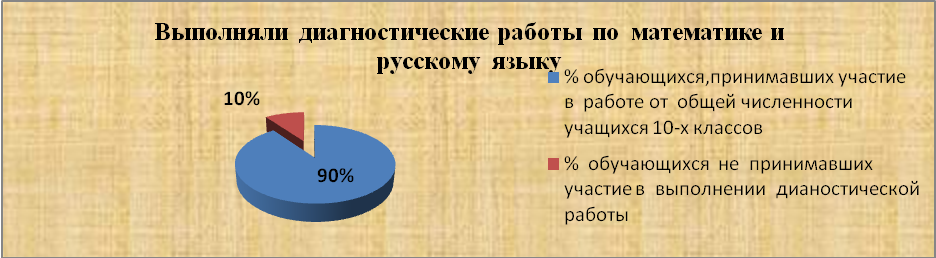 Выполняли диагностические работы по математике и
русскому языку
10%
90%
% обучающихся,принимавших участие
в работе от общей численности
учащихся 10-х классов
% обучающихся не принимавших
участие в выполнении дианостической
работы